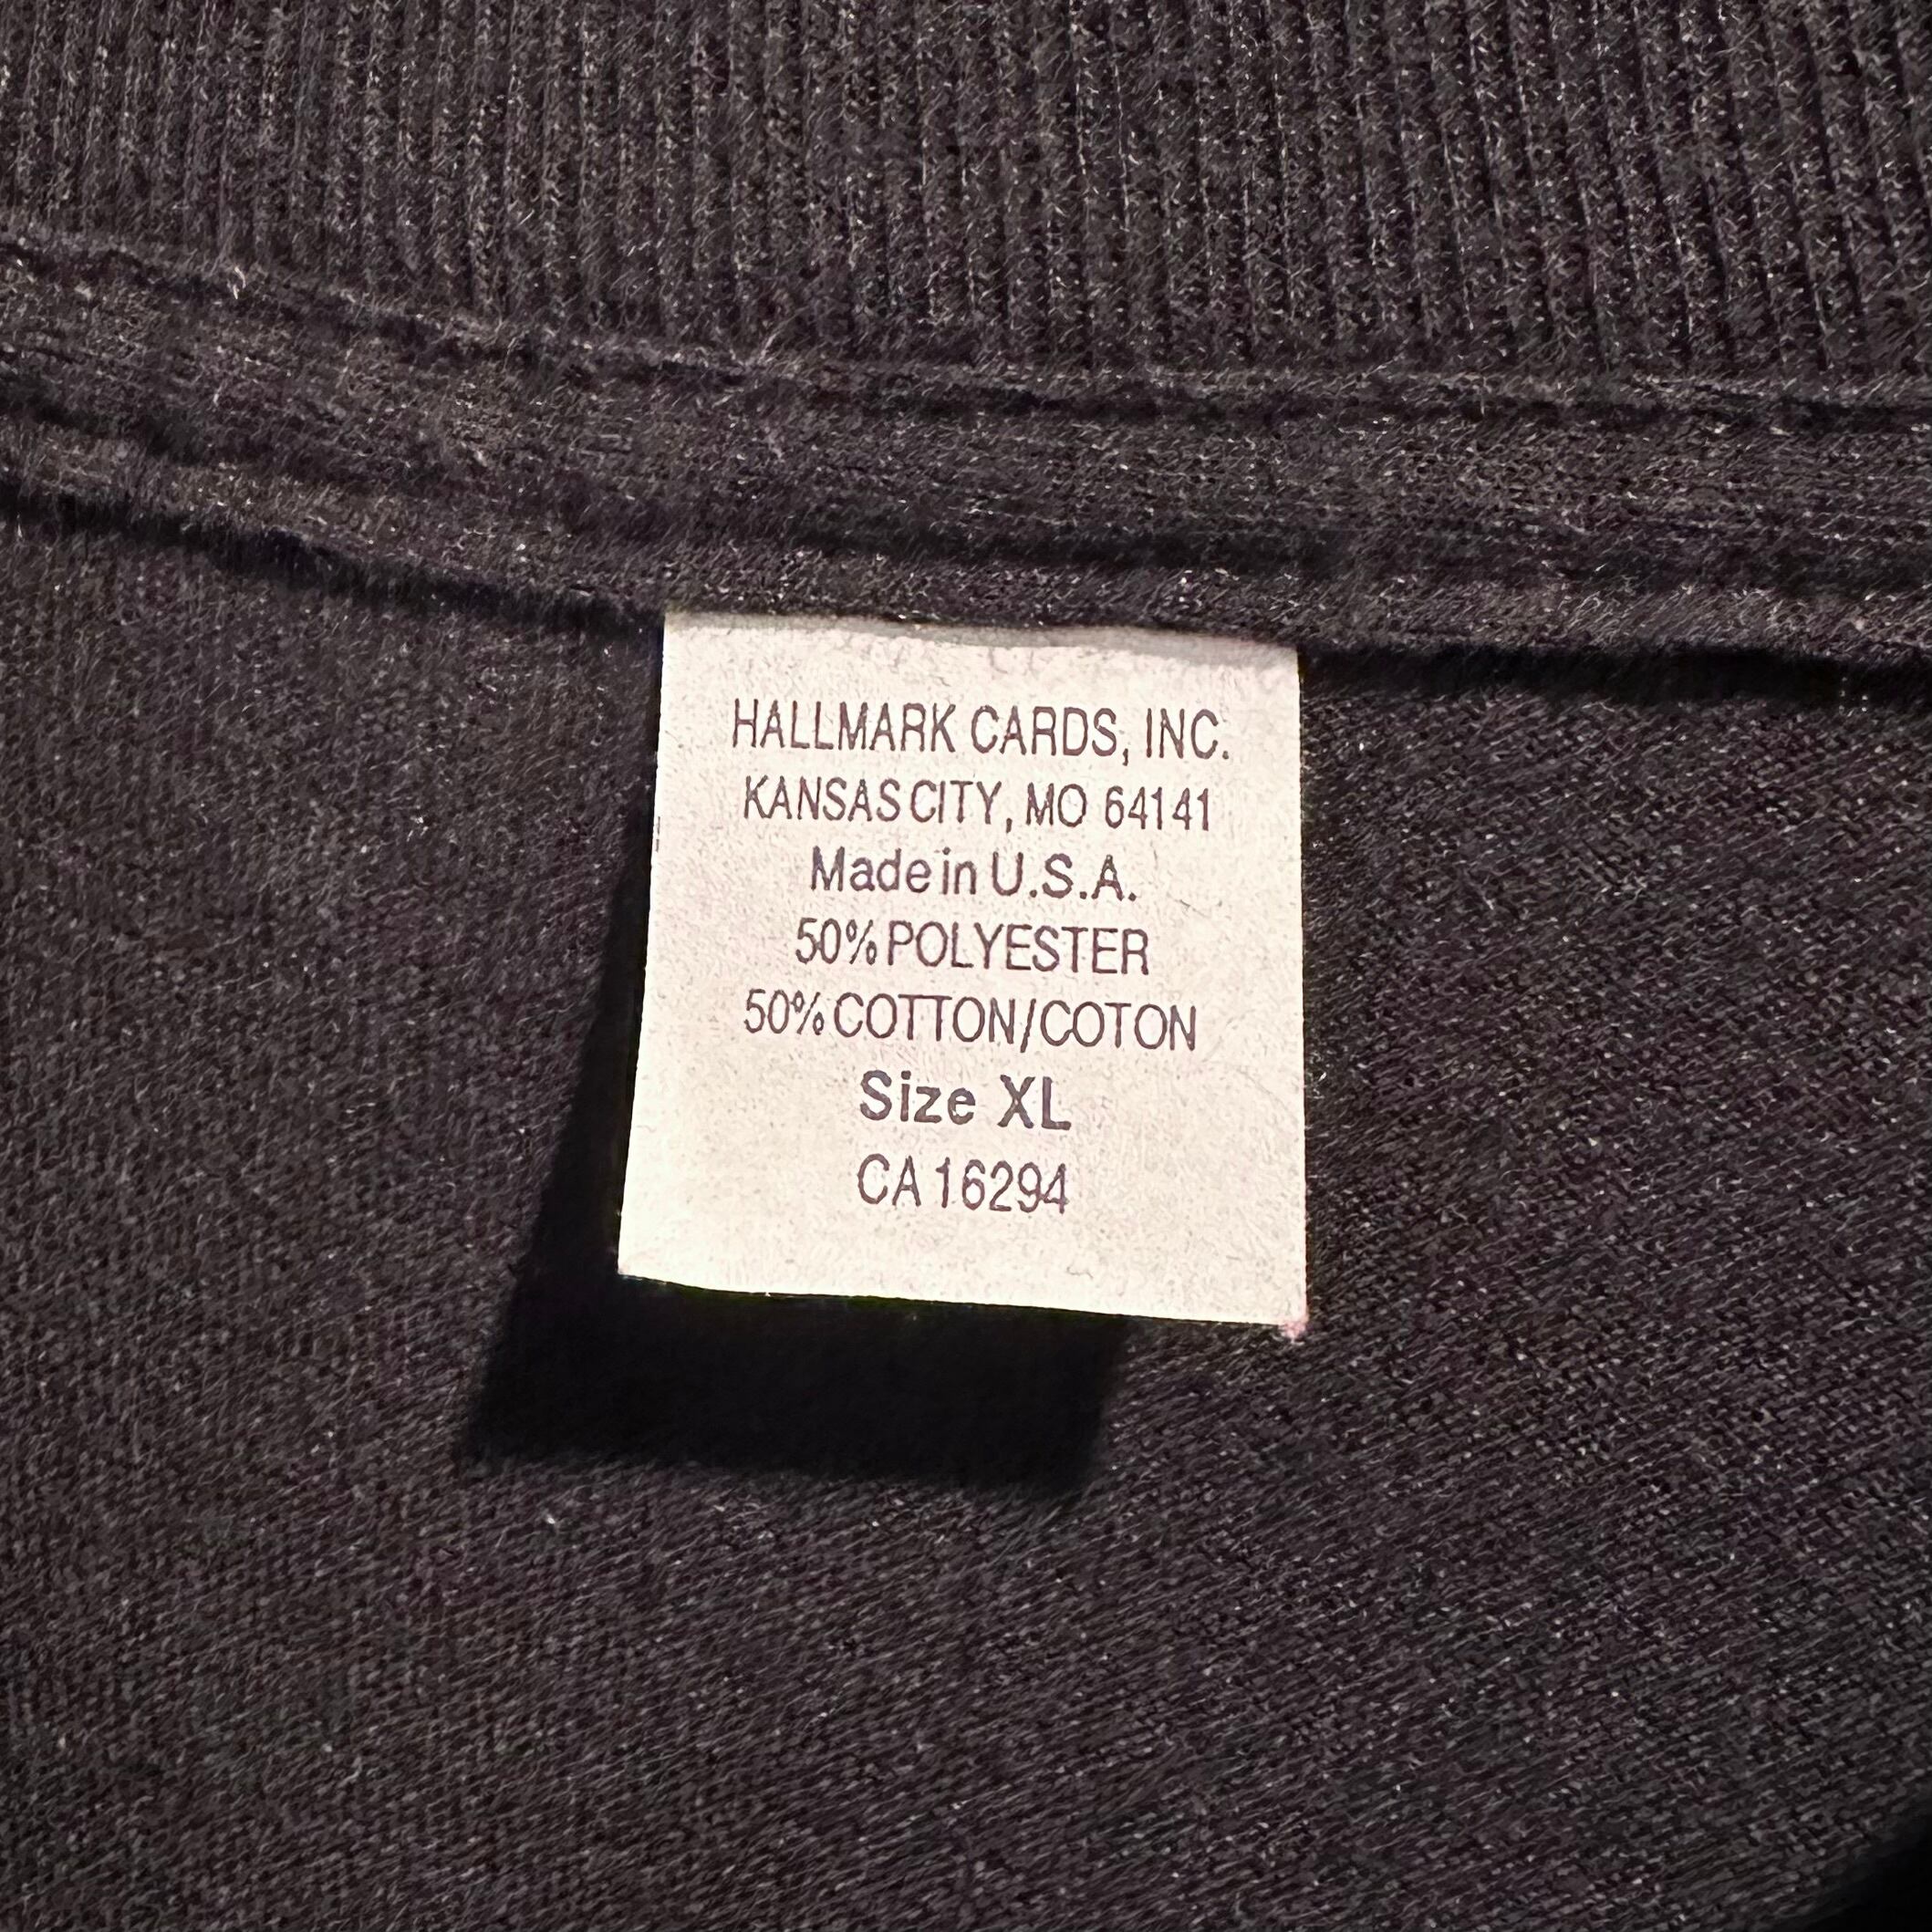 HALLMARK CARDS, INC.
KANSAS CITY, MO 64141
Made in U.S.A.
50% POLYESTER
50% COTTON/COTON
Size XL
CA 16294